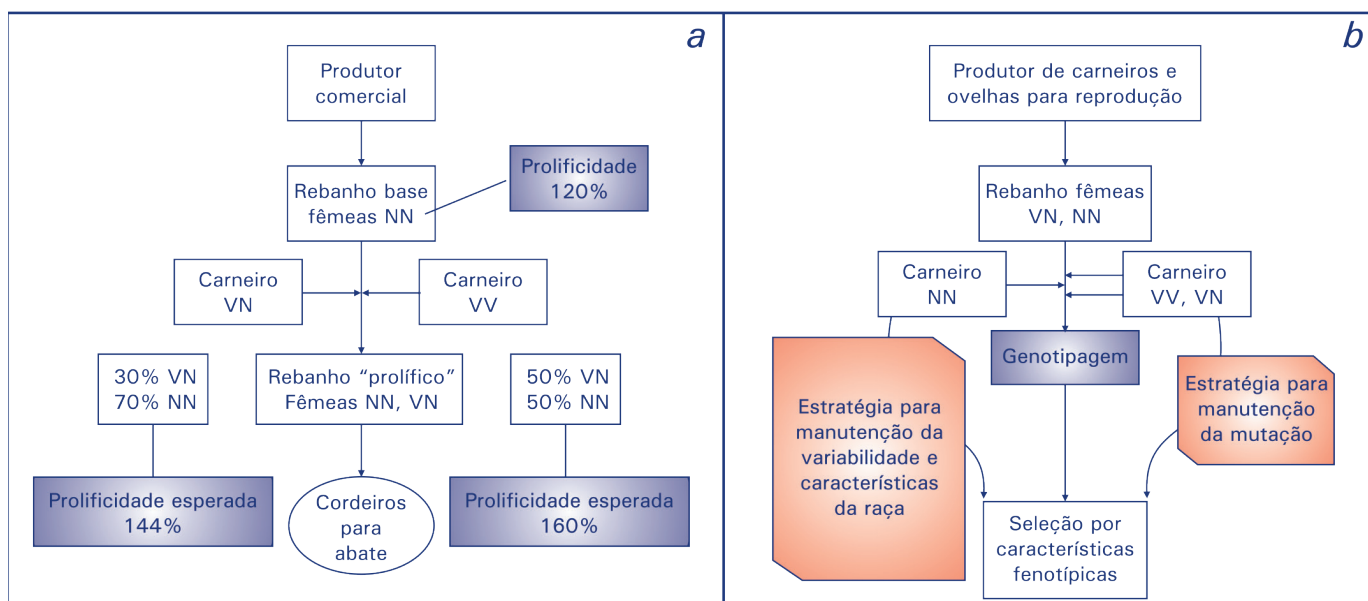 a
Produtor
comercial
Rebanho base
fêmeas NN
Prolificidade
120%
Carneiro
VN
Carneiro
VV
30% VN
70% NN
Rebanho “prolífico”
Fêmeas NN, VN
50% VN
50% NN
Prolificidade esperada
144%
Cordeiros
para
abate
Prolificidade esperada
160%
b
Produtor de carneiros e
ovelhas para reprodução
Rebanho fêmeas
VN, NN
Carneiro
NN
Carneiro
VV, VN
Genotipagem
Estratégia para
manutenção da
variabilidade e
características
da raça
Estratégia para
manutenção
da mutação
Seleção por
características
fenotípicas